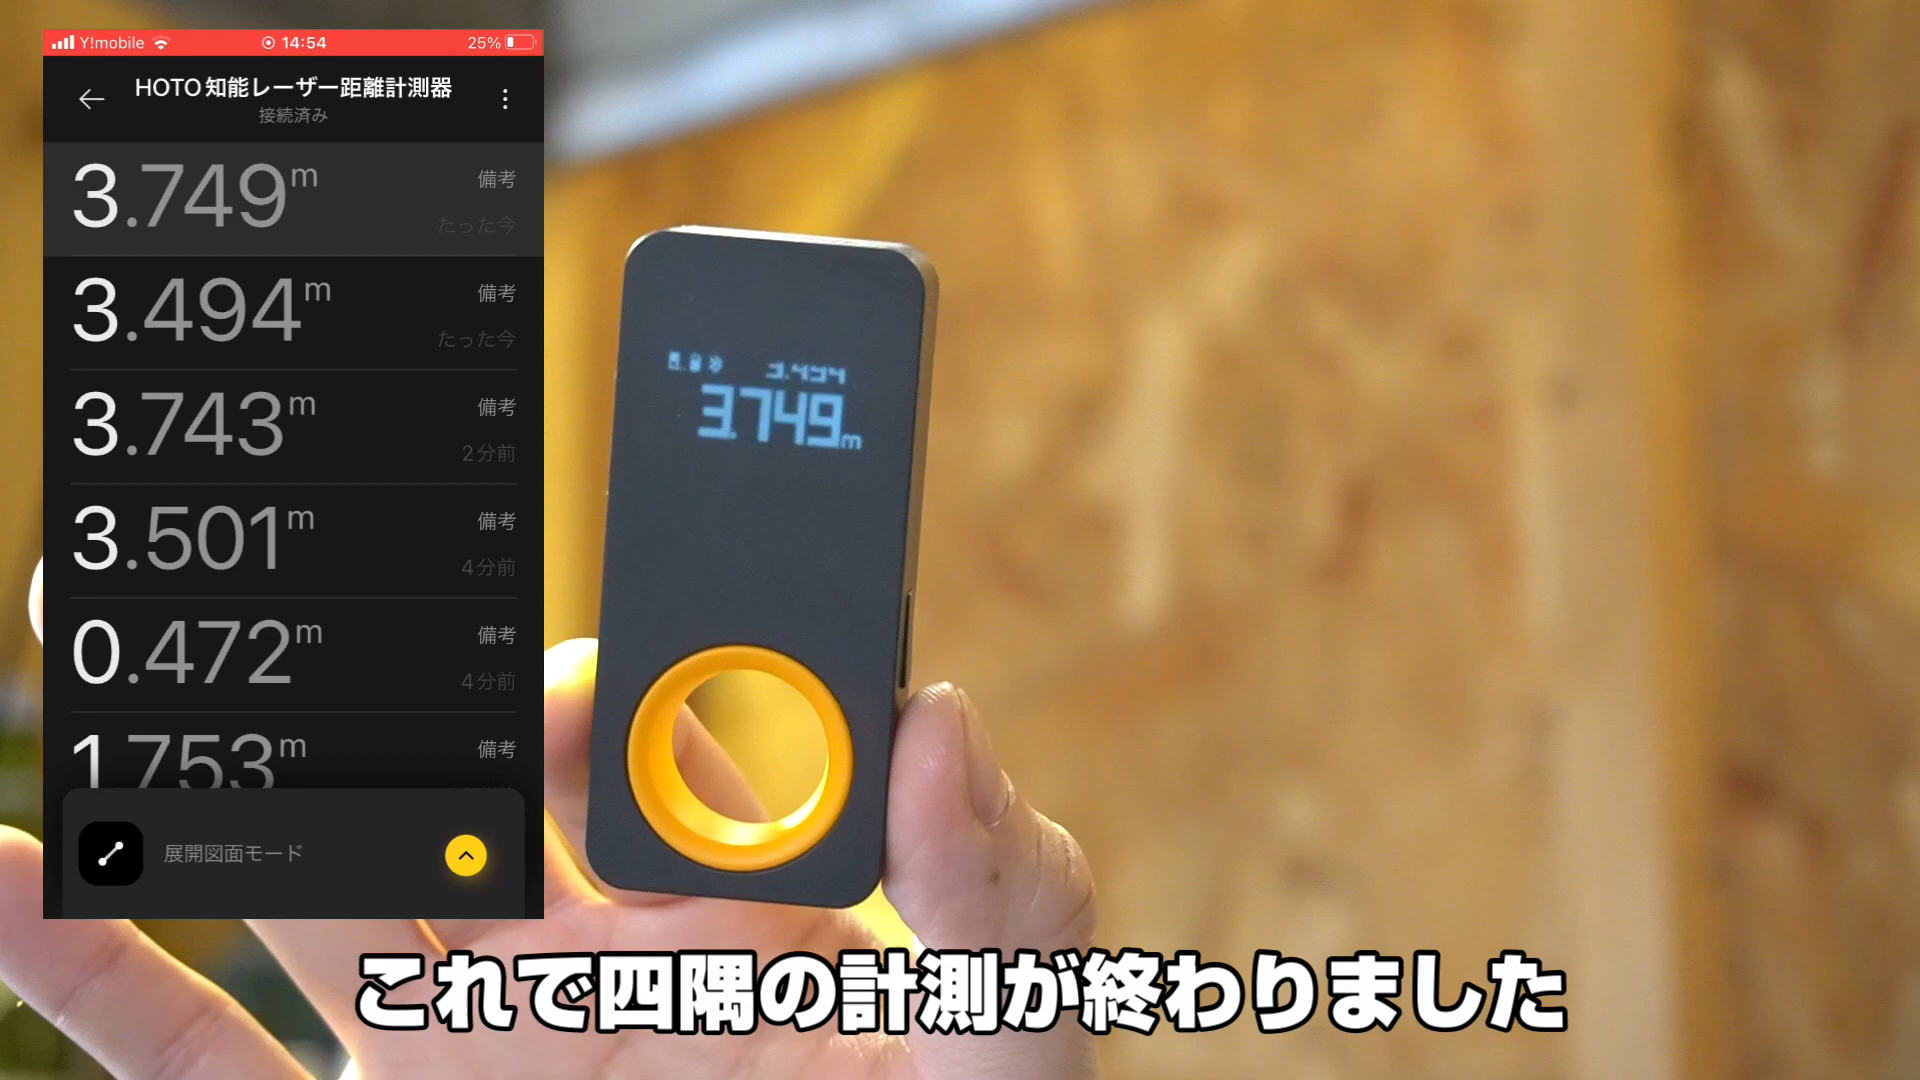 Y!mobile 14:54 25%
HOTO知能レーザー距離計測器
接続済み
3.749m 備考
たった今
3.494m 備考
たった今
3.743m 備考
2分前
3.501m 備考
4分前
0.472m 備考
4分前
1.753m 備考
展開図面モード
3.494
3.749m
これで四隅の計測が終わりました